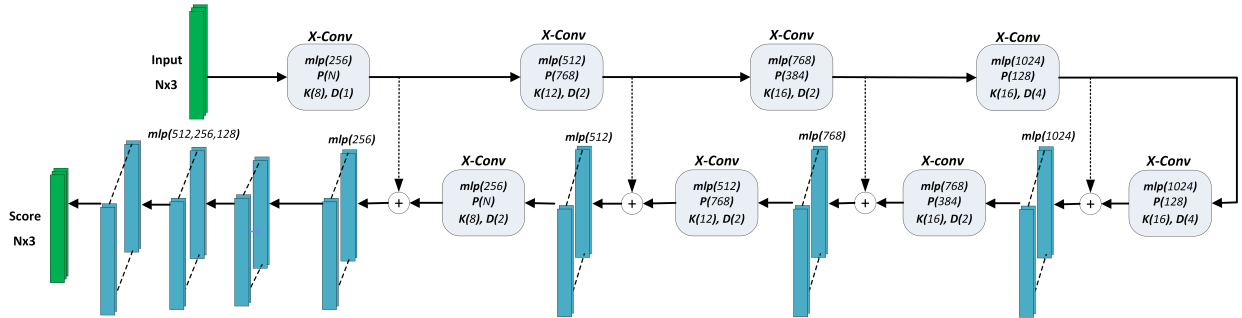 X-Conv
X-Conv
X-Conv
X-Conv
Input
Nx3
mlp(256)
P(N)
K(8), D(1)
mlp(512)
P(768)
K(12), D(2)
mlp(768)
P(384)
K(16), D(2)
mlp(1024)
P(128)
K(16), D(4)
mlp(512,256,128)
mlp(256)
mlp(512)
mlp(768)
mlp(1024)
X-Conv
X-Conv
X-Conv
X-Conv
Score
Nx3
mlp(256)
P(N)
K(8), D(2)
+
+
+
+
mlp(512)
P(768)
K(12), D(2)
mlp(768)
P(384)
K(16), D(2)
mlp(1024)
P(128)
K(16), D(4)